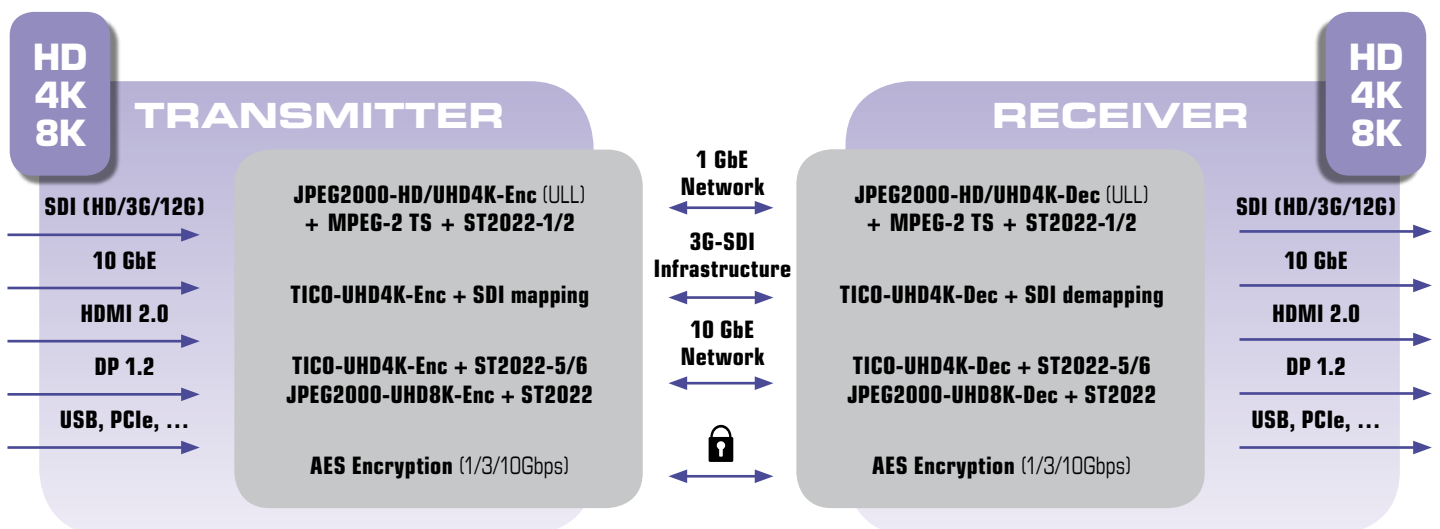 HD
4K
8K
TRANSMITTER
SDI (HD/3G/12G)
10 GbE
HDMI 2.0
DP 1.2
USB, PCIe, ...
JPEG2000-HD/UHD4K-Enc (ULL)
+ MPEG-2 TS + ST2022-1/2
TICO-UHD4K-Enc + SDI mapping
TICO-UHD4K-Enc + ST2022-5/6
JPEG2000-UHD8K-Enc + ST2022
AES Encryption (1/3/10Gbps)
1 GbE
Network
3G-SDI
Infrastructure
10 GbE
Network
HD
4K
8K
RECEIVER
JPEG2000-HD/UHD4K-Dec (ULL)
+ MPEG-2 TS + ST2022-1/2
TICO-UHD4K-Dec + SDI demapping
TICO-UHD4K-Dec + ST2022-5/6
JPEG2000-UHD8K-Dec + ST2022
AES Encryption (1/3/10Gbps)
SDI (HD/3G/12G)
10 GbE
HDMI 2.0
DP 1.2
USB, PCIe, ...